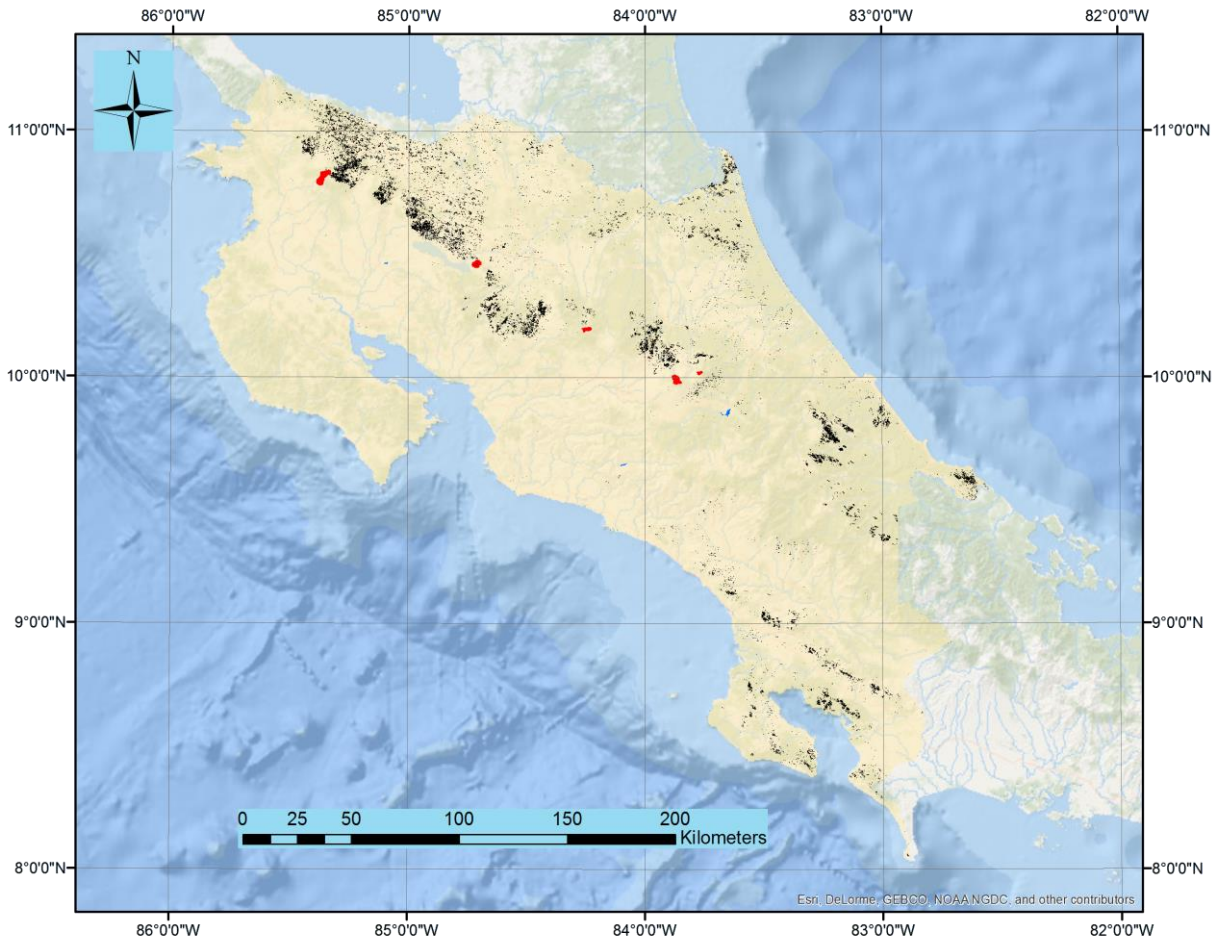 86°0'0"W 85°0'0"W 84°0'0"W 83°0'0"W 82°0'0"W
N
11°0'0"N 11°0'0"N
10°0'0"N 10°0'0"N
9°0'0"N 9°0'0"N
0 25 50 100 150 200
Kilometers
8°0'0"N 8°0'0"N
Esri, DeLorme, GEBCO, NOAA NGDC, and other contributors
86°0'0"W 85°0'0"W 84°0'0"W 83°0'0"W 82°0'0"W